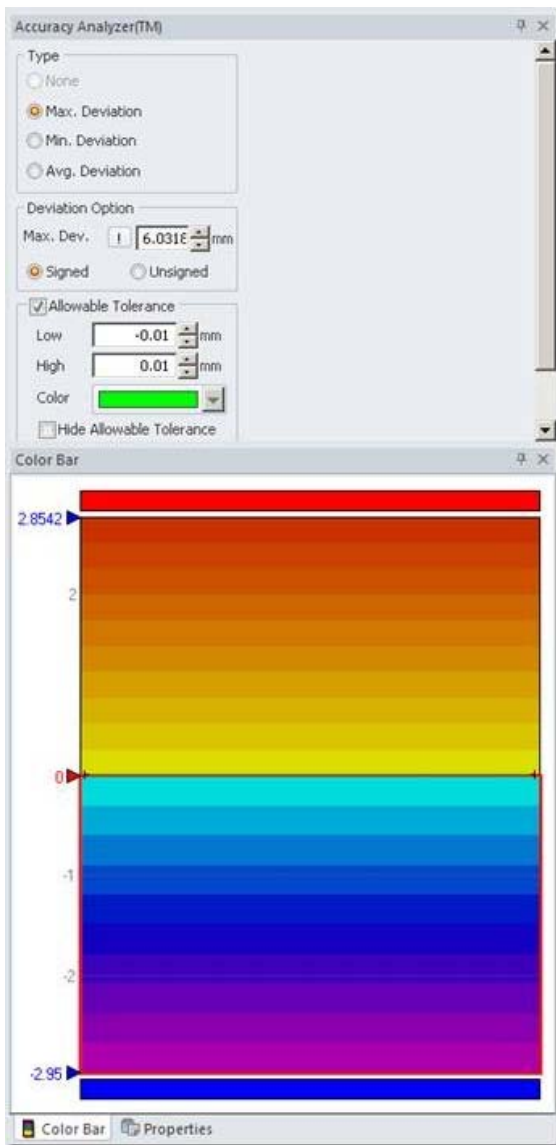 Accuracy Analyzer(TM)
Type
None
Max. Deviation
Min. Deviation
Avg. Deviation
Deviation Option
Max. Dev. ! 6.0318 mm
Signed Unsigned
Allowable Tolerance
Low -0.01 mm
High 0.01 mm
Color
Hide Allowable Tolerance
Color Bar
2.8542
2
0
-1
-2
-2.95
Color Bar Properties